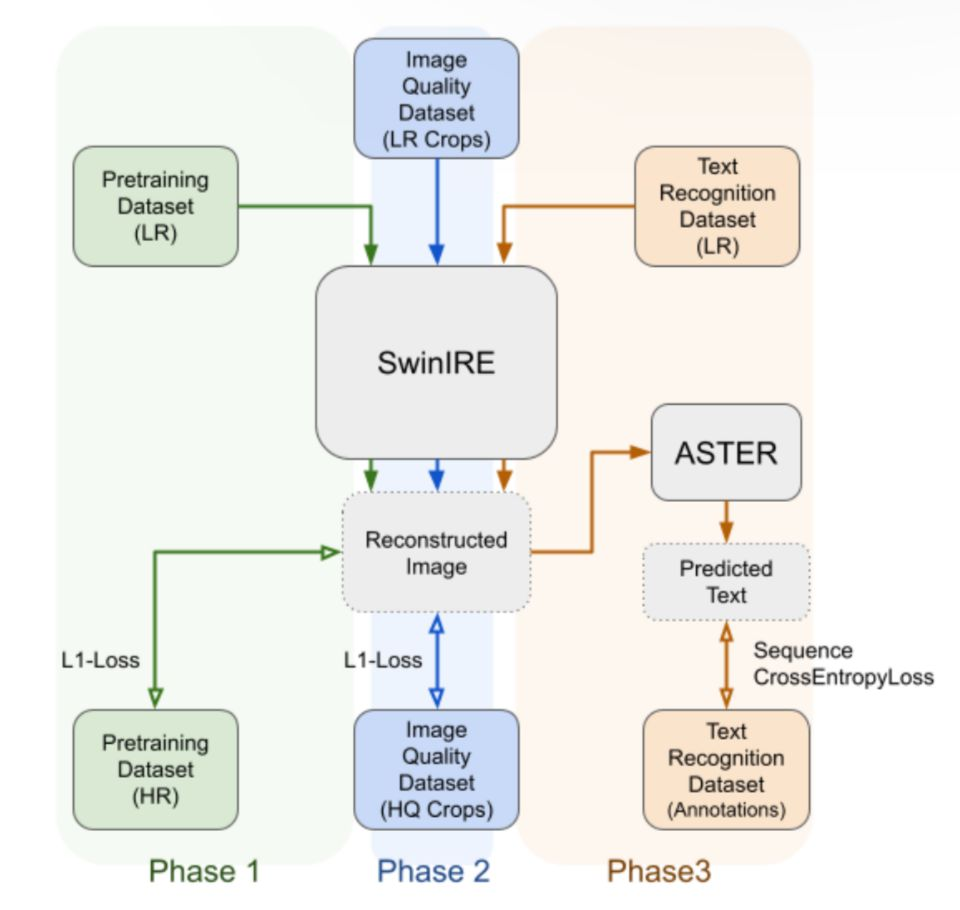 Image
Quality
Dataset
(LR Crops)
Pretraining
Dataset
(LR)
Text
Recognition
Dataset
(LR)
SwinIRE
ASTER
Reconstructed
Image
Predicted
Text
L1-Loss
L1-Loss
Sequence
CrossEntropyLoss
Pretraining
Dataset
(HR)
Image
Quality
Dataset
(HQ Crops)
Text
Recognition
Dataset
(Annotations)
Phase 1
Phase 2
Phase3